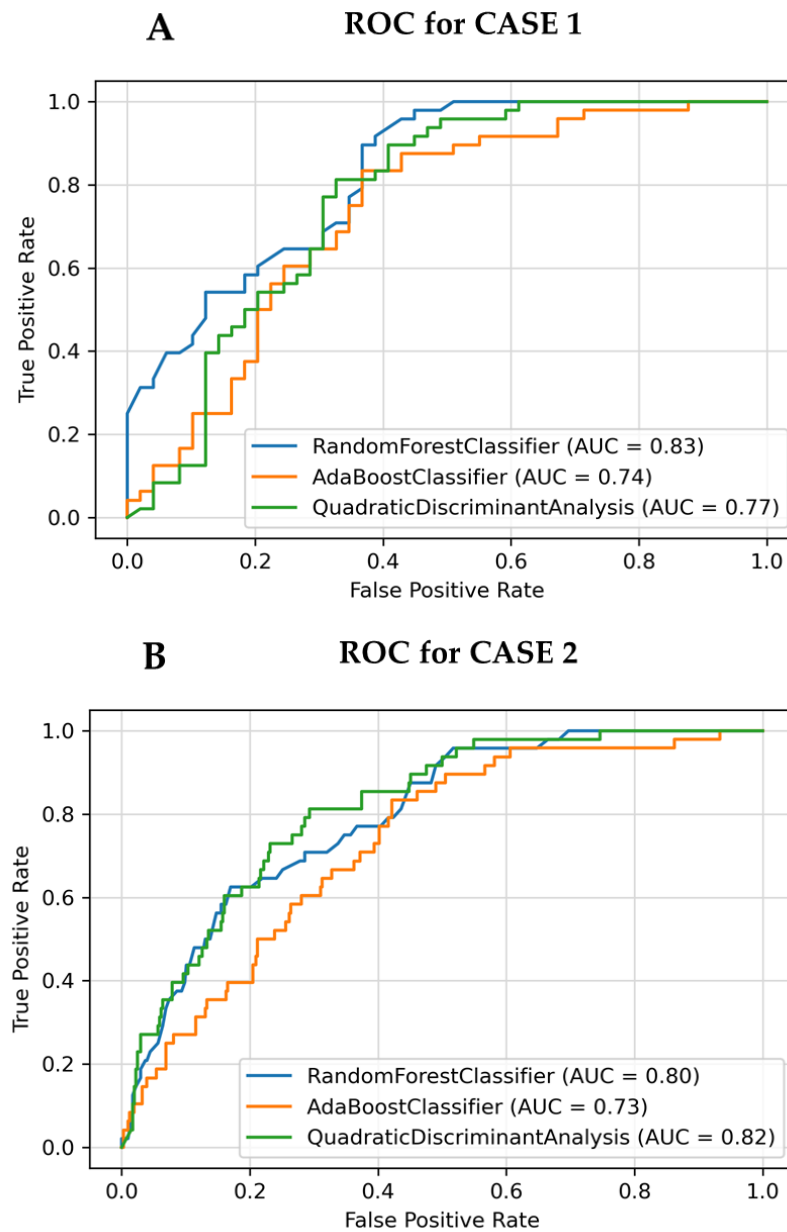 A
ROC for CASE 1
1.0
0.8
0.6
0.4
0.2
0.0
True Positive Rate
RandomForestClassifier (AUC = 0.83)
AdaBoostClassifier (AUC = 0.74)
QuadraticDiscriminantAnalysis (AUC = 0.77)
0.0 0.2 0.4 0.6 0.8 1.0
False Positive Rate
B
ROC for CASE 2
1.0
0.8
0.6
0.4
0.2
0.0
True Positive Rate
RandomForestClassifier (AUC = 0.80)
AdaBoostClassifier (AUC = 0.73)
QuadraticDiscriminantAnalysis (AUC = 0.82)
0.0 0.2 0.4 0.6 0.8 1.0
False Positive Rate